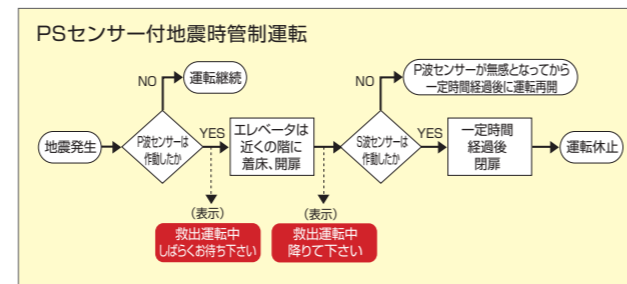 PSセンサー付地震時管制運転
NO
運転継続
NO
P波センサーが無感となってから
一定時間経過後に運転再開
地震発生
P波センサーは
作動したか
YES
エレベータは
近くの階に
着床、開扉
S波センサーは
作動したか
YES
一定時間
経過後
閉扉
運転休止
(表示)
救出運転中
しばらくお待ち下さい
(表示)
救出運転中
降りて下さい